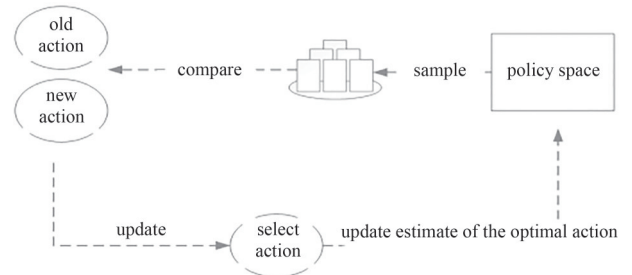 old
action
compare
sample
policy space
new
action
update
select
action
update estimate of the optimal action